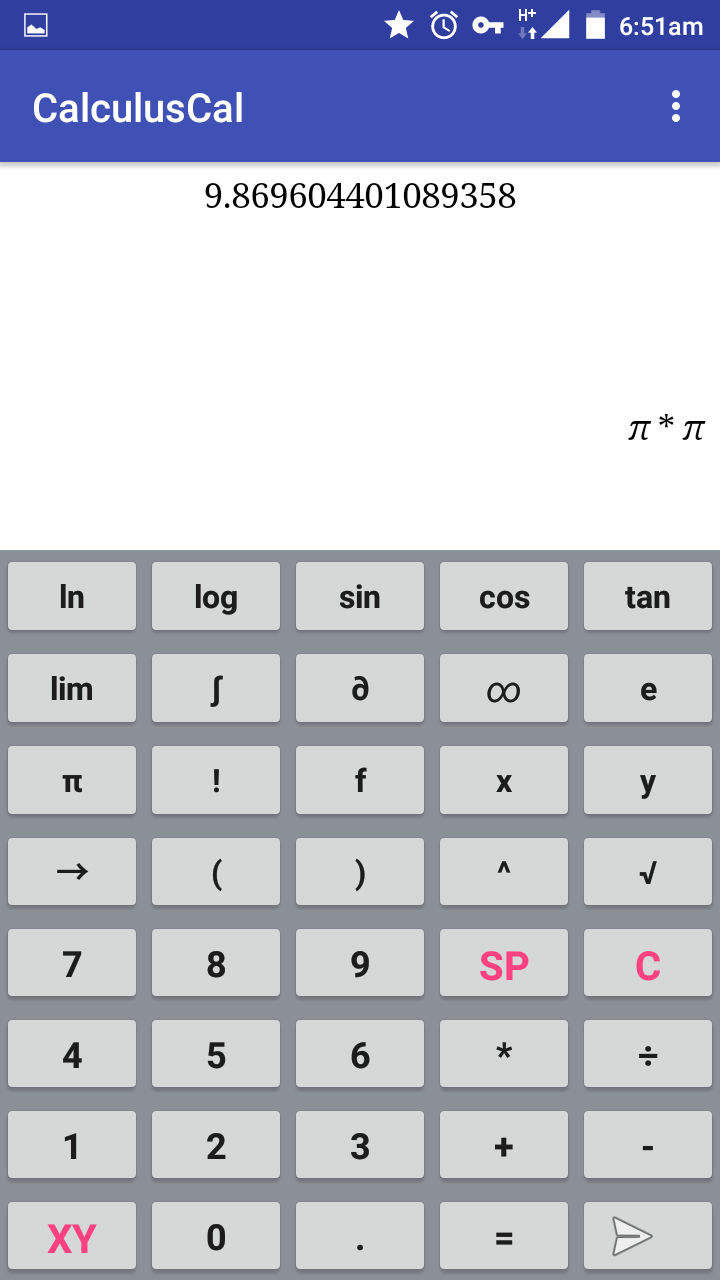 H+ 6:51am
CalculusCal
9.869604401089358
π * π
ln log sin cos tan
lim ∫ ∂ ∞ e
π ! f x y
→ ( ) ^ √
7 8 9 SP C
4 5 6 * ÷
1 2 3 + -
XY 0 . =